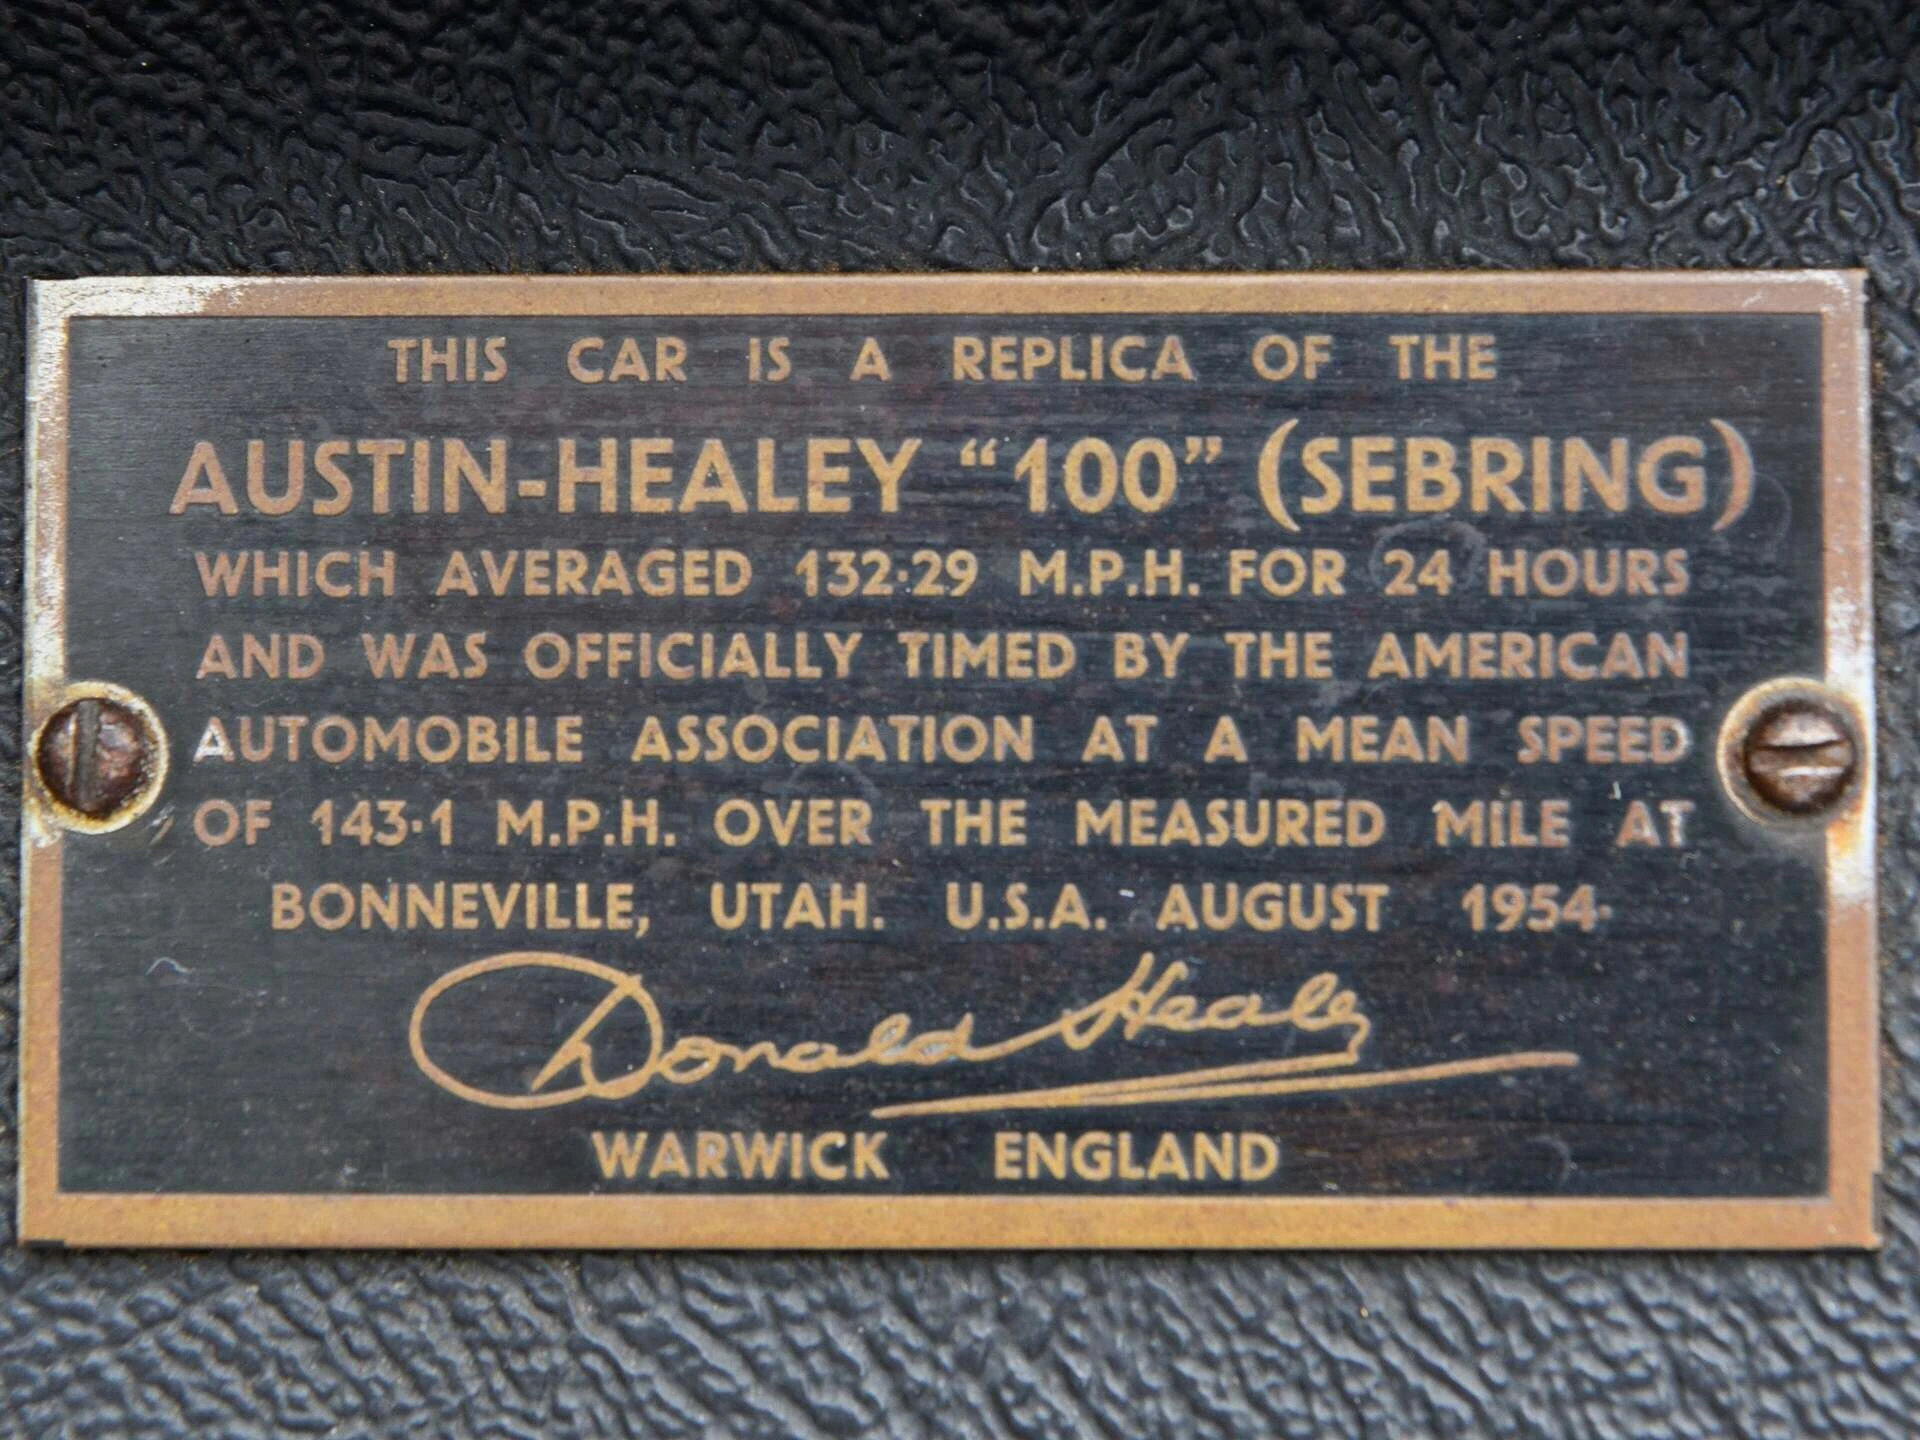 THIS CAR IS A REPLICA OF THE
AUSTIN-HEALEY “100” (SEBRING)
WHICH AVERAGED 132·29 M.P.H. FOR 24 HOURS
AND WAS OFFICIALLY TIMED BY THE AMERICAN
AUTOMOBILE ASSOCIATION AT A MEAN SPEED
OF 143·1 M.P.H. OVER THE MEASURED MILE AT
BONNEVILLE, UTAH. U.S.A. AUGUST 1954·
Donald Healey
WARWICK ENGLAND